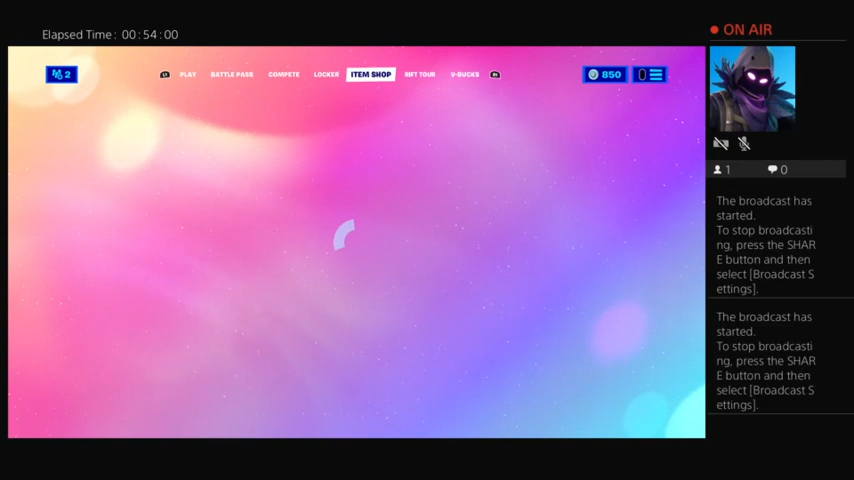 Elapsed Time : 00:54:00
ON AIR
2
L1
PLAY
BATTLE PASS
COMPETE
LOCKER
ITEM SHOP
RIFT TOUR
V-BUCKS
R1
850
1
0
The broadcast has
started.
To stop broadcasti
ng, press the SHAR
E button and then
select [Broadcast S
ettings].
The broadcast has
started.
To stop broadcasti
ng, press the SHAR
E button and then
select [Broadcast S
ettings].